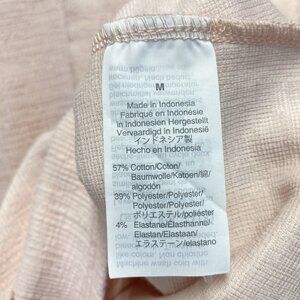 M
Made in Indonesia
Fabriqué en Indonésie
in Indonesien Hergestellt
Vervaardigd in Indonesië
インドネシア製
Hecho en Indonesia
57% Cotton/Coton/
Baumwolle/Katoen/綿/
algodón
39% Polyester/Polyester/
Polyester/Polyester/
ポリエステル/poliéster
4% Elastane/Élasthanne/
Elastan/Elastaan/
エラステーン/elastano